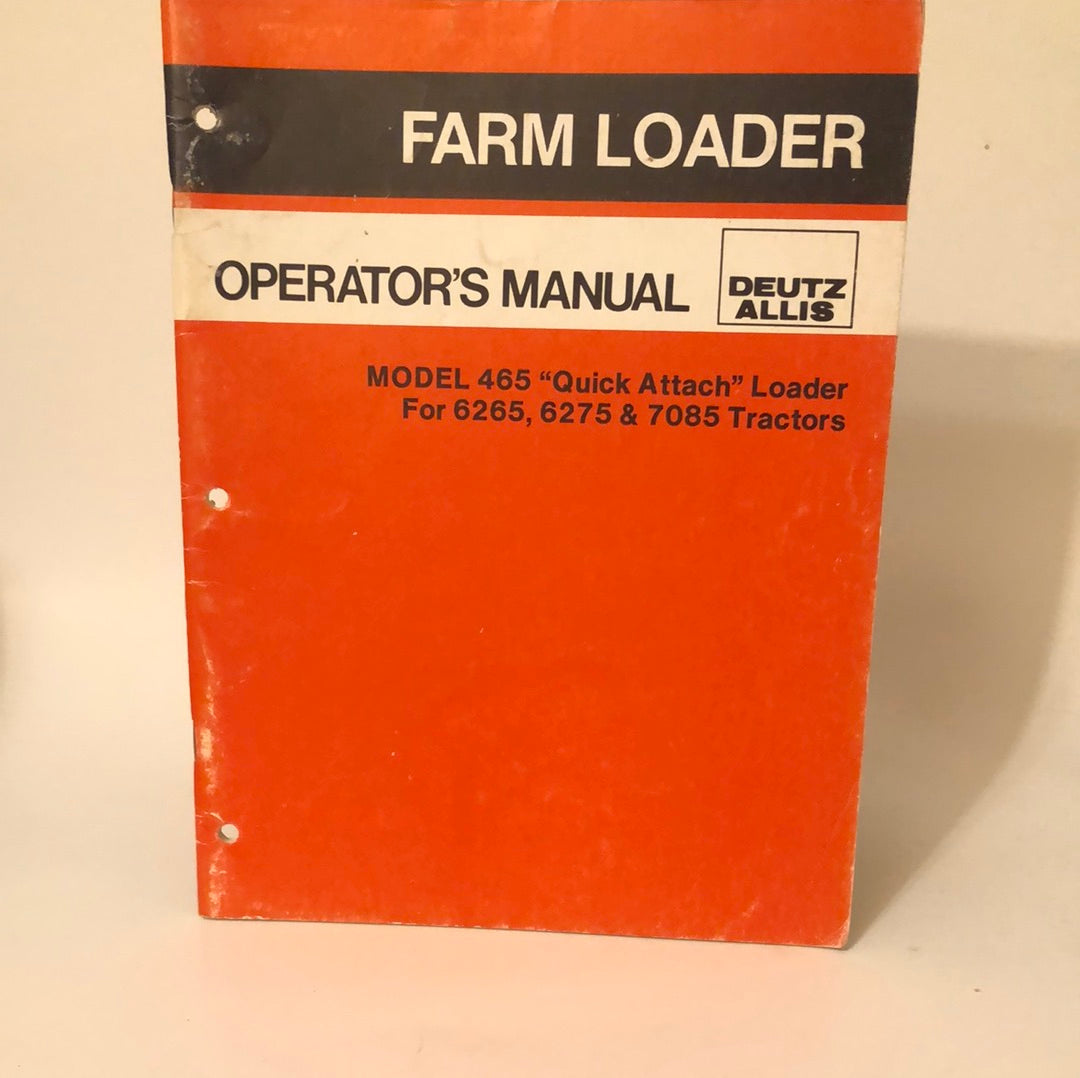 FARM LOADER
OPERATOR'S MANUAL
DEUTZ
ALLIS
MODEL 465 “Quick Attach” Loader
For 6265, 6275 & 7085 Tractors